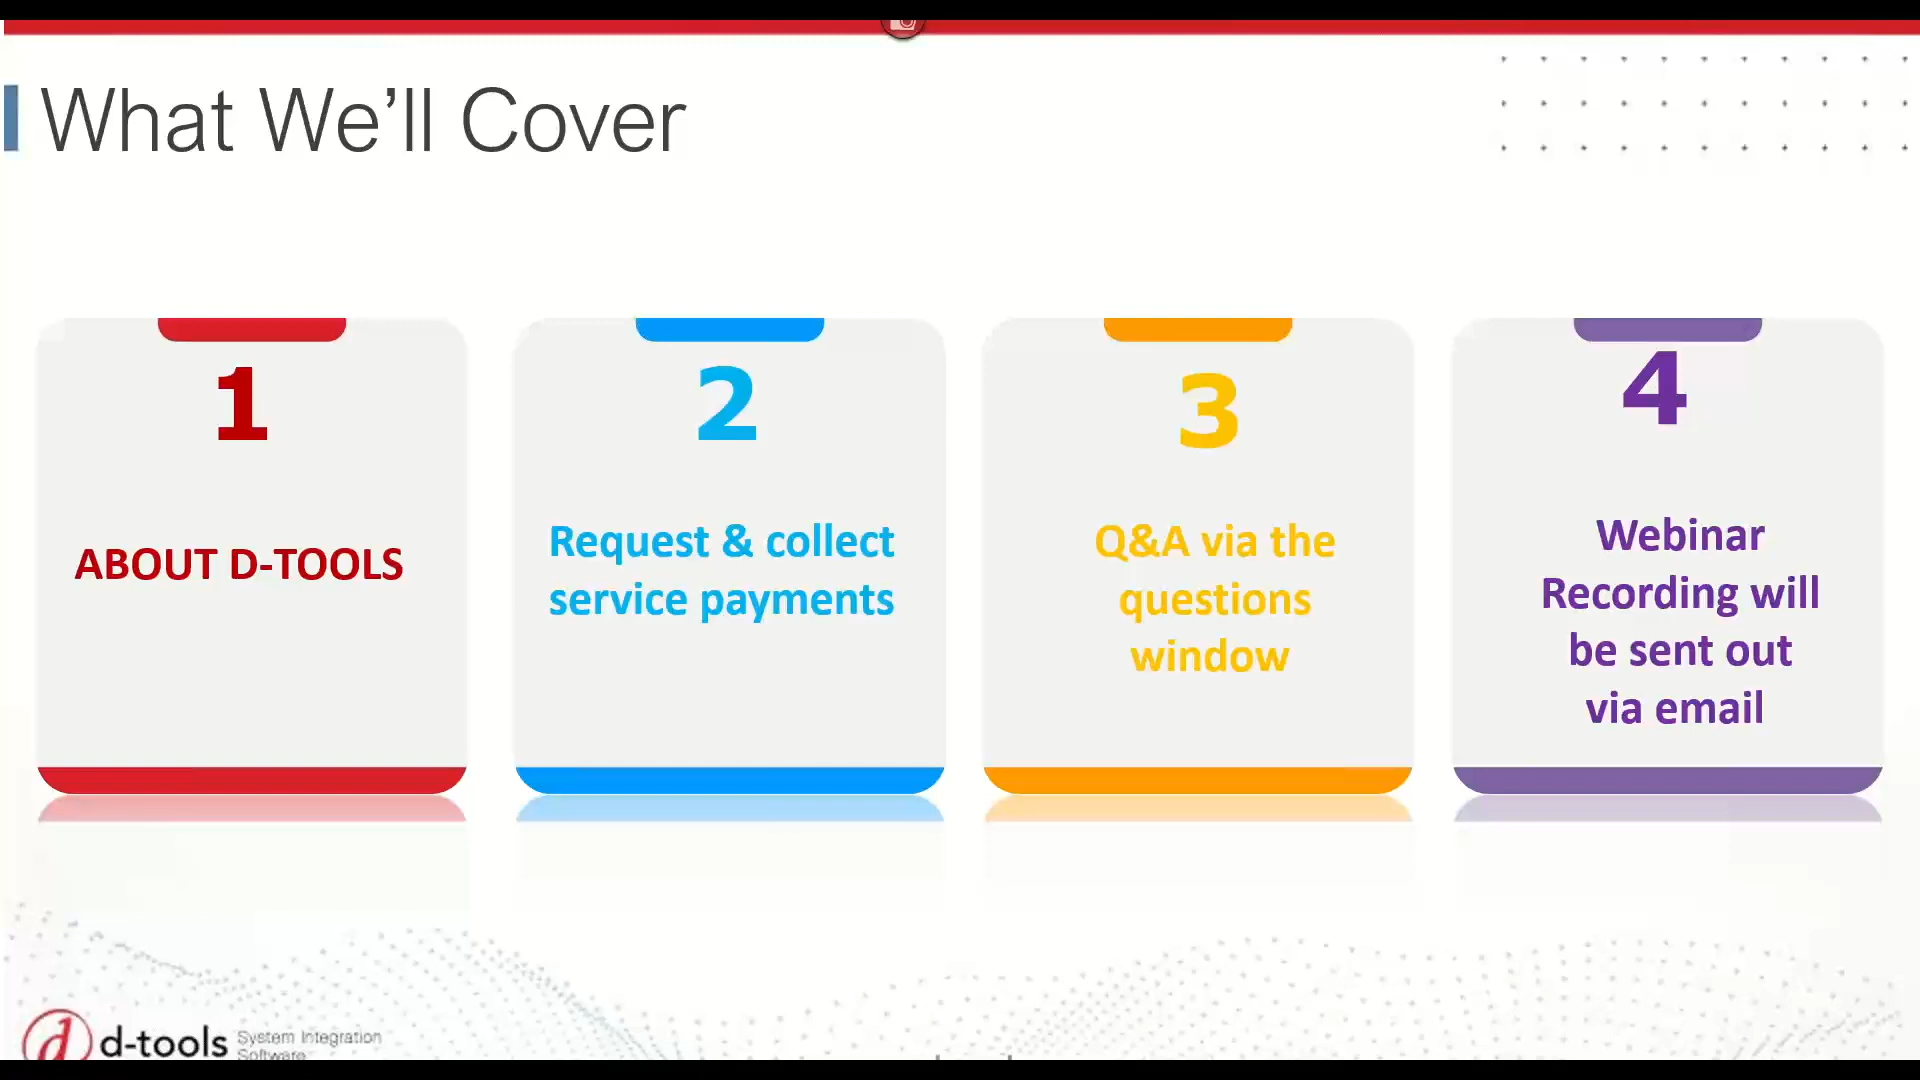 What We'll Cover
1
ABOUT D-TOOLS
2
Request & collect
service payments
3
Q&A via the
questions
window
4
Webinar
Recording will
be sent out
via email
d-tools System Integration
Software